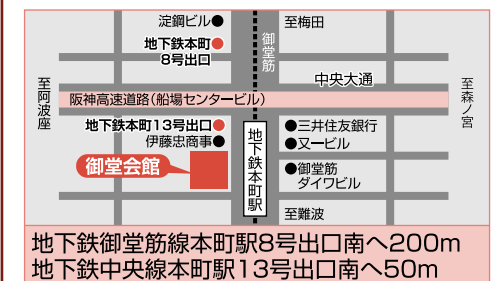 淀鋼ビル●
至梅田
地下鉄本町●
8号出口
御堂筋
中央大通
至阿波座
至森ノ宮
阪神高速道路(船場センタービル)
地下鉄本町13号出口●
伊藤忠商事●
地下鉄本町駅
●三井住友銀行
●又一ビル
御堂会館
●御堂筋
ダイワビル
至難波
地下鉄御堂筋線本町駅8号出口南へ200m
地下鉄中央線本町駅13号出口南へ50m